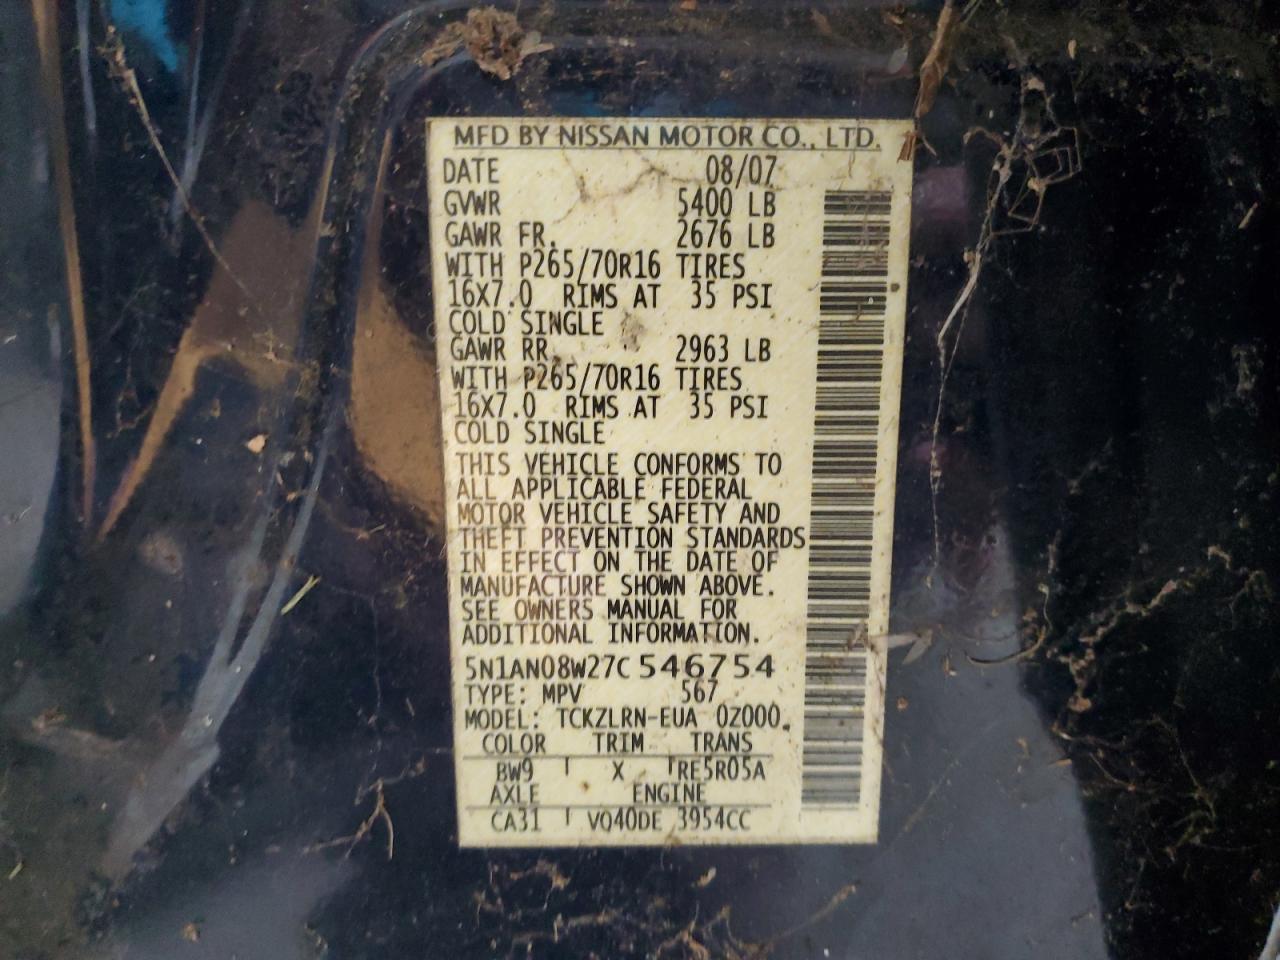 MFD BY NISSAN MOTOR CO., LTD.
DATE 08/07
GVWR 5400 LB
GAWR FR. 2676 LB
WITH P265/70R16 TIRES
16X7.0 RIMS AT 35 PSI
COLD SINGLE
GAWR RR. 2963 LB
WITH P265/70R16 TIRES
16X7.0 RIMS AT 35 PSI
COLD SINGLE
THIS VEHICLE CONFORMS TO
ALL APPLICABLE FEDERAL
MOTOR VEHICLE SAFETY AND
THEFT PREVENTION STANDARDS
IN EFFECT ON THE DATE OF
MANUFACTURE SHOWN ABOVE.
SEE OWNERS MANUAL FOR
ADDITIONAL INFORMATION.
5N1AN08W27C546754
TYPE: MPV 567
MODEL: TCKZLRN-EUA 0Z000
COLOR TRIM TRANS
BW9 X RE5R05A
AXLE ENGINE
CA31 VQ40DE 3954CC